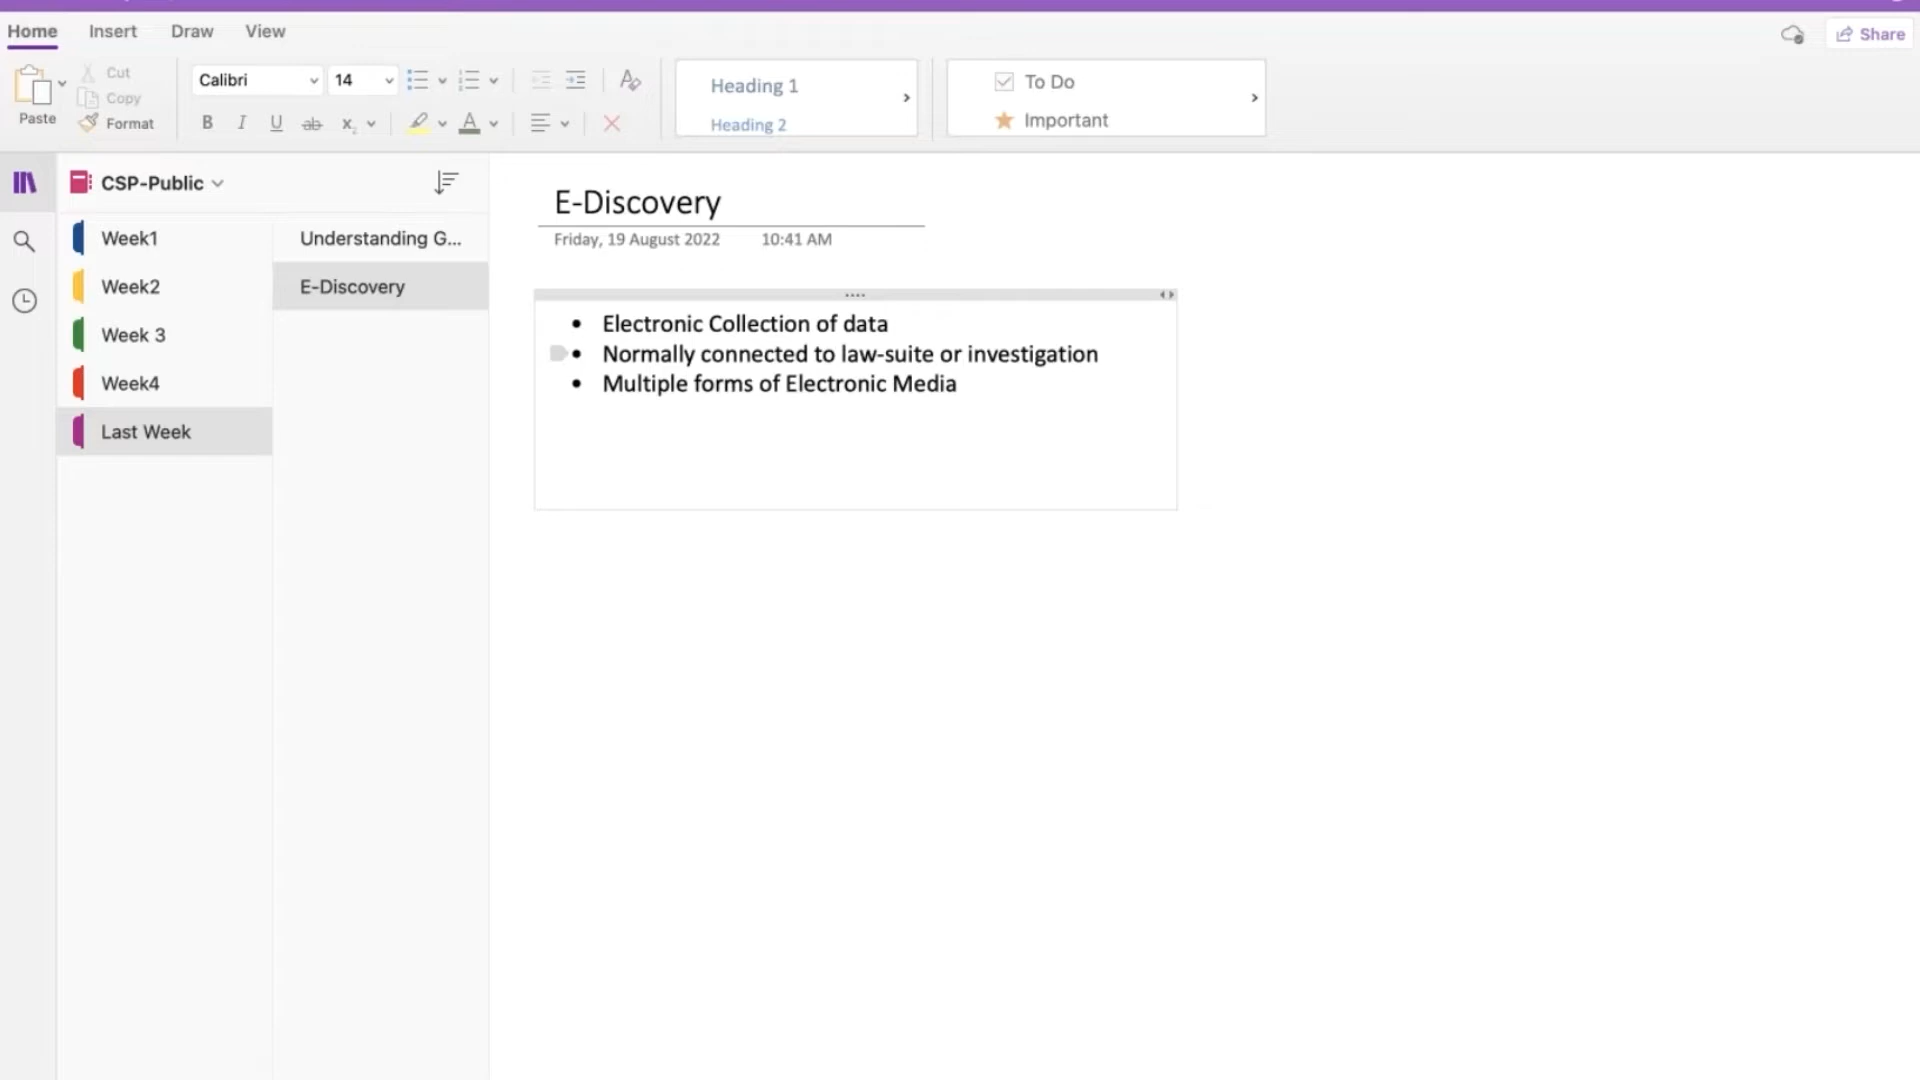 Home Insert Draw View
Share
Paste
Cut
Copy
Format
Calibri 14
B I U ab x
A
Heading 1
Heading 2
To Do
Important
CSP-Public
Week1
Week2
Week 3
Week4
Last Week
Understanding G...
E-Discovery
E-Discovery
Friday, 19 August 2022 10:41 AM
• Electronic Collection of data
• Normally connected to law-suite or investigation
• Multiple forms of Electronic Media